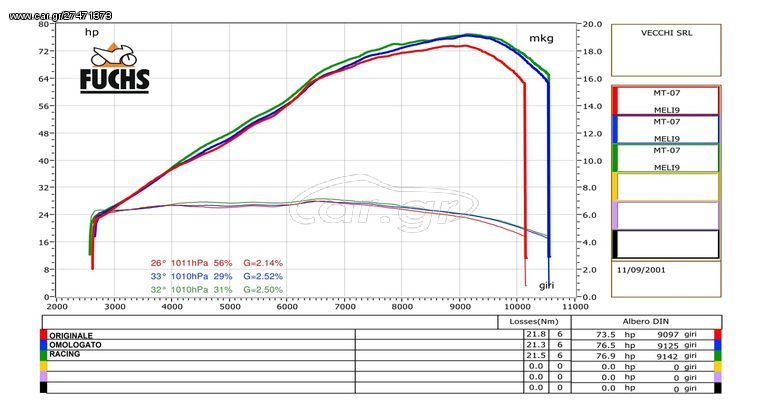 www.car.gr/27471373
hp
mkg
FUCHS
80
72
64
56
48
40
32
24
16
8
0
20.0
18.0
16.0
14.0
12.0
10.0
8.0
6.0
4.0
2.0
0.0
car.gr
26° 1011hPa 56% G=2.14%
33° 1010hPa 29% G=2.52%
32° 1010hPa 31% G=2.50%
giri
2000 3000 4000 5000 6000 7000 8000 9000 10000 11000
VECCHI SRL
MT-07
MELI9
MT-07
MELI9
MT-07
MELI9
11/09/2001
Losses(Nm) Albero DIN
ORIGINALE 21.8 6 73.5 hp 9097 giri
OMOLOGATO 21.3 6 76.5 hp 9125 giri
RACING 21.5 6 76.9 hp 9142 giri
0.0 0 0.0 hp 0 giri
0.0 0 0.0 hp 0 giri
0.0 0 0.0 hp 0 giri